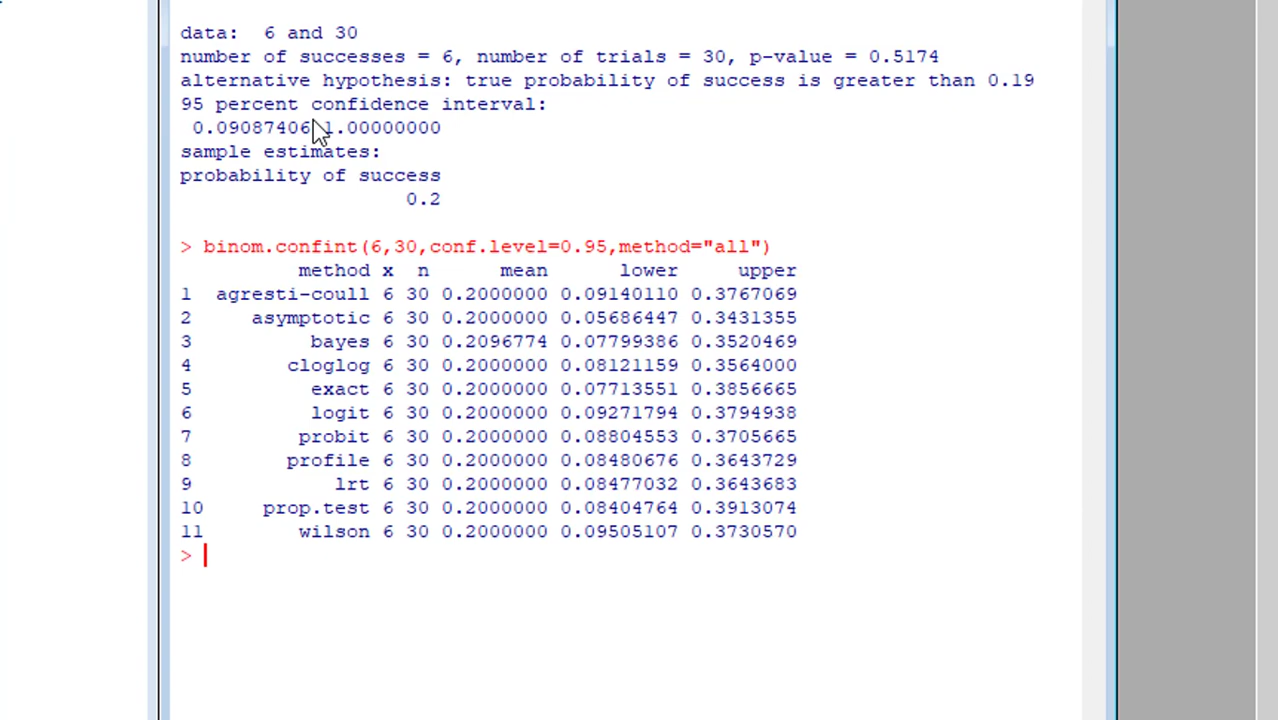 data:  6 and 30
number of successes = 6, number of trials = 30, p-value = 0.5174
alternative hypothesis: true probability of success is greater than 0.19
95 percent confidence interval:
 0.09087406 1.00000000
sample estimates:
probability of success
                   0.2
> binom.confint(6,30,conf.level=0.95,method="all")
          method x  n      mean      lower     upper
1  agresti-coull 6 30 0.2000000 0.09140110 0.3767069
2     asymptotic 6 30 0.2000000 0.05686447 0.3431355
3          bayes 6 30 0.2096774 0.07799386 0.3520469
4        cloglog 6 30 0.2000000 0.08121159 0.3564000
5          exact 6 30 0.2000000 0.07713551 0.3856665
6          logit 6 30 0.2000000 0.09271794 0.3794938
7         probit 6 30 0.2000000 0.08804553 0.3705665
8        profile 6 30 0.2000000 0.08480676 0.3643729
9            lrt 6 30 0.2000000 0.08477032 0.3643683
10     prop.test 6 30 0.2000000 0.08404764 0.3913074
11        wilson 6 30 0.2000000 0.09505107 0.3730570
>